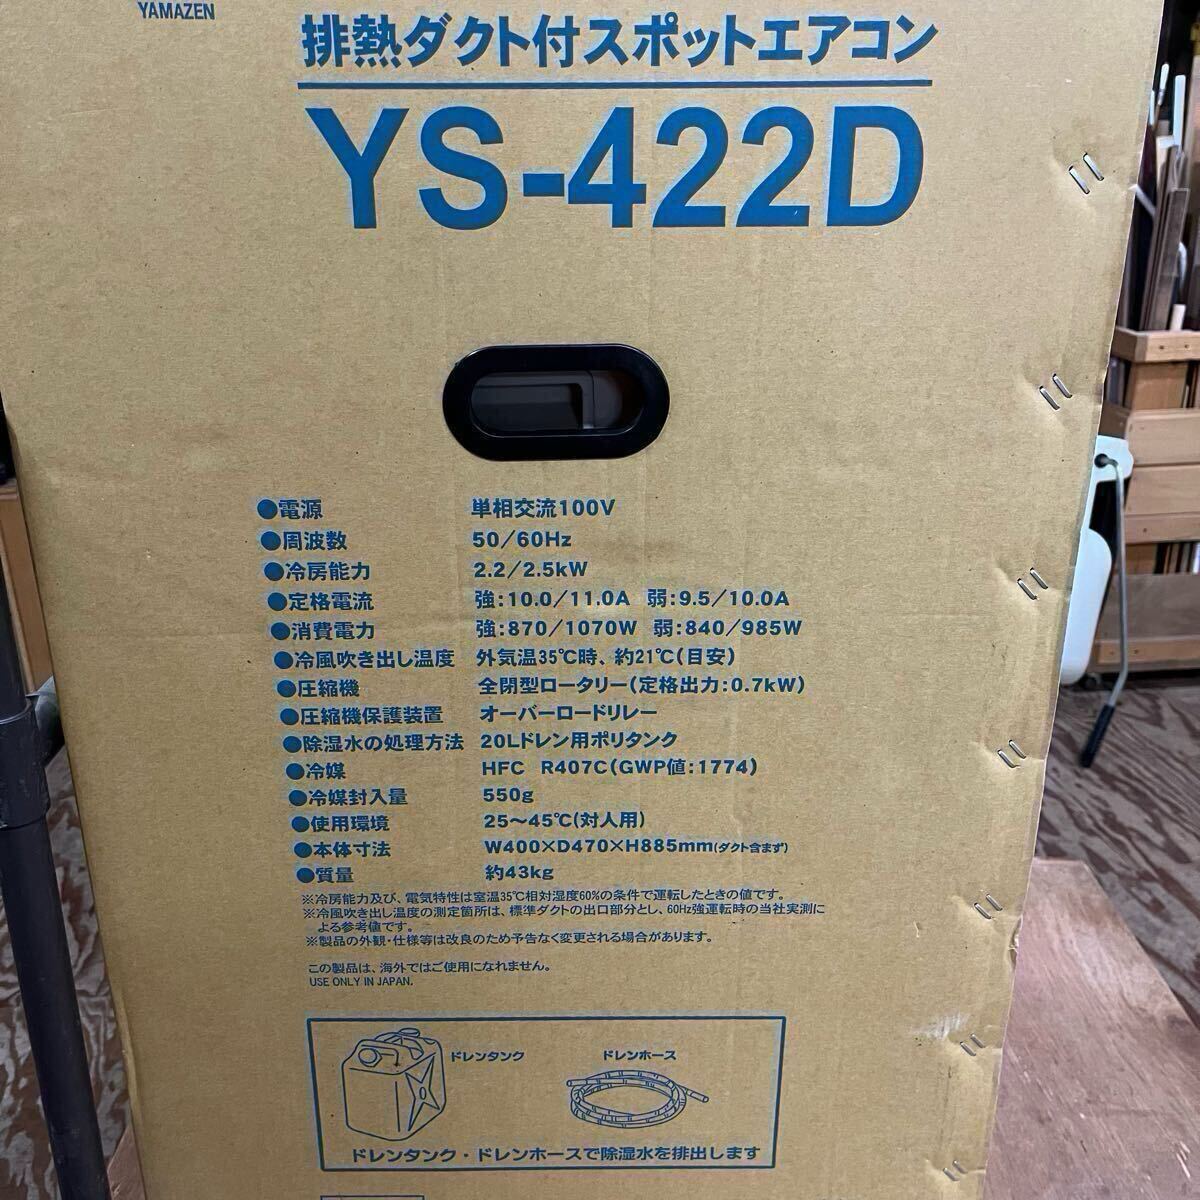 YAMAZEN
排熱ダクト付スポットエアコン
YS-422D
●電源 単相交流100V
●周波数 50/60Hz
●冷房能力 2.2/2.5kW
●定格電流 強:10.0/11.0A 弱:9.5/10.0A
●消費電力 強:870/1070W 弱:840/985W
●冷風吹き出し温度 外気温35℃時、約21℃(目安)
●圧縮機 全閉型ロータリー(定格出力:0.7kW)
●圧縮機保護装置 オーバーロードリレー
●除湿水の処理方法 20Lドレン用ポリタンク
●冷媒 HFC R407C(GWP値:1774)
●冷媒封入量 550g
●使用環境 25～45℃(対人用)
●本体寸法 W400×D470×H885mm(ダクト含まず)
●質量 約43kg
※冷房能力及び、電気特性は室温35℃相対湿度60%の条件で運転したときの値です。
※冷風吹き出し温度の測定箇所は、標準ダクトの出口部分とし、60Hz強運転時の当社実測に
よる参考値です。
※製品の外観・仕様等は改良のため予告なく変更される場合があります。
この製品は、海外ではご使用になれません。
USE ONLY IN JAPAN.
ドレンタンク ドレンホース
ドレンタンク・ドレンホースで除湿水を排出します